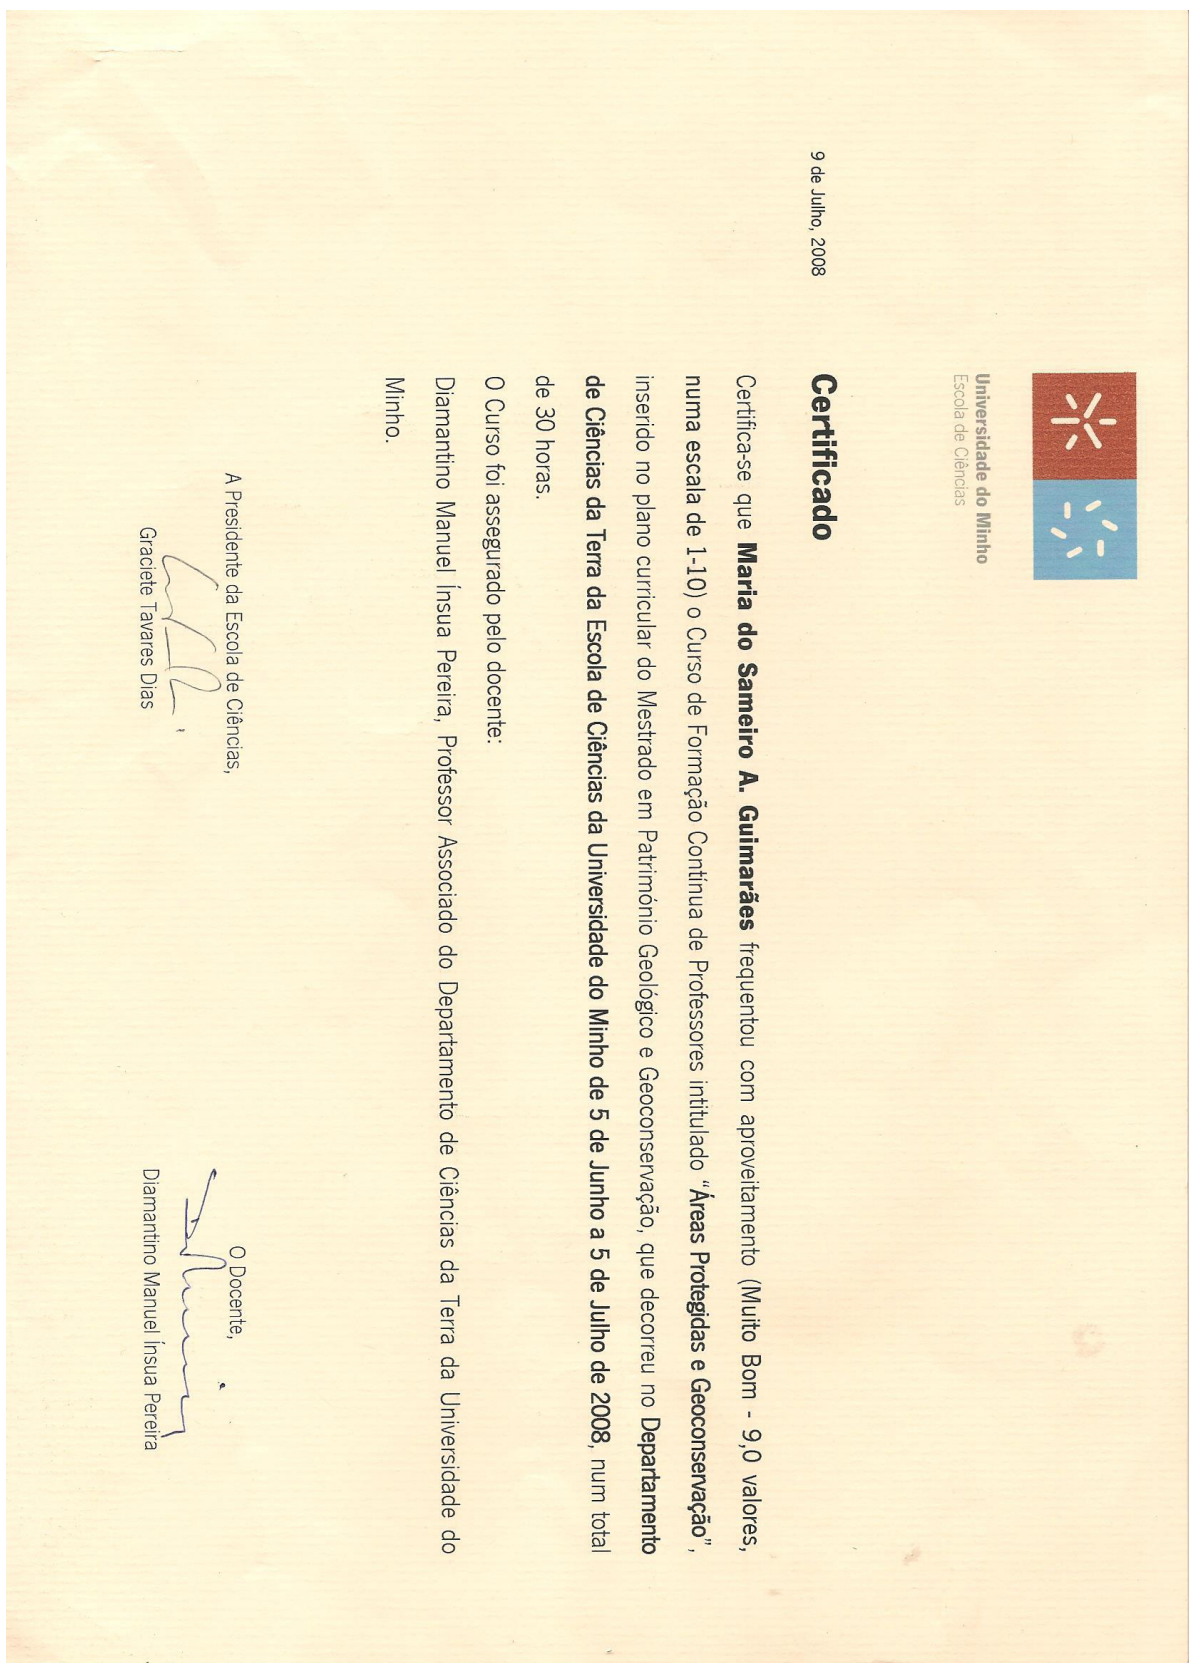 Universidade do Minho
Escola de Ciências
9 de Julho, 2008
Certificado
Certifica-se que Maria do Sameiro A. Guimarães frequentou com aproveitamento (Muito Bom - 9,0 valores,
numa escala de 1-10) o Curso de Formação Contínua de Professores intitulado “Áreas Protegidas e Geoconservação”,
inserido no plano curricular do Mestrado em Património Geológico e Geoconservação, que decorreu no Departamento
de Ciências da Terra da Escola de Ciências da Universidade do Minho de 5 de Junho a 5 de Julho de 2008, num total
de 30 horas.
O Curso foi assegurado pelo docente:
Diamantino Manuel Ínsua Pereira, Professor Associado do Departamento de Ciências da Terra da Universidade do
Minho.
A Presidente da Escola de Ciências,
Graciete Tavares Dias
O Docente,
Diamantino Manuel Ínsua Pereira